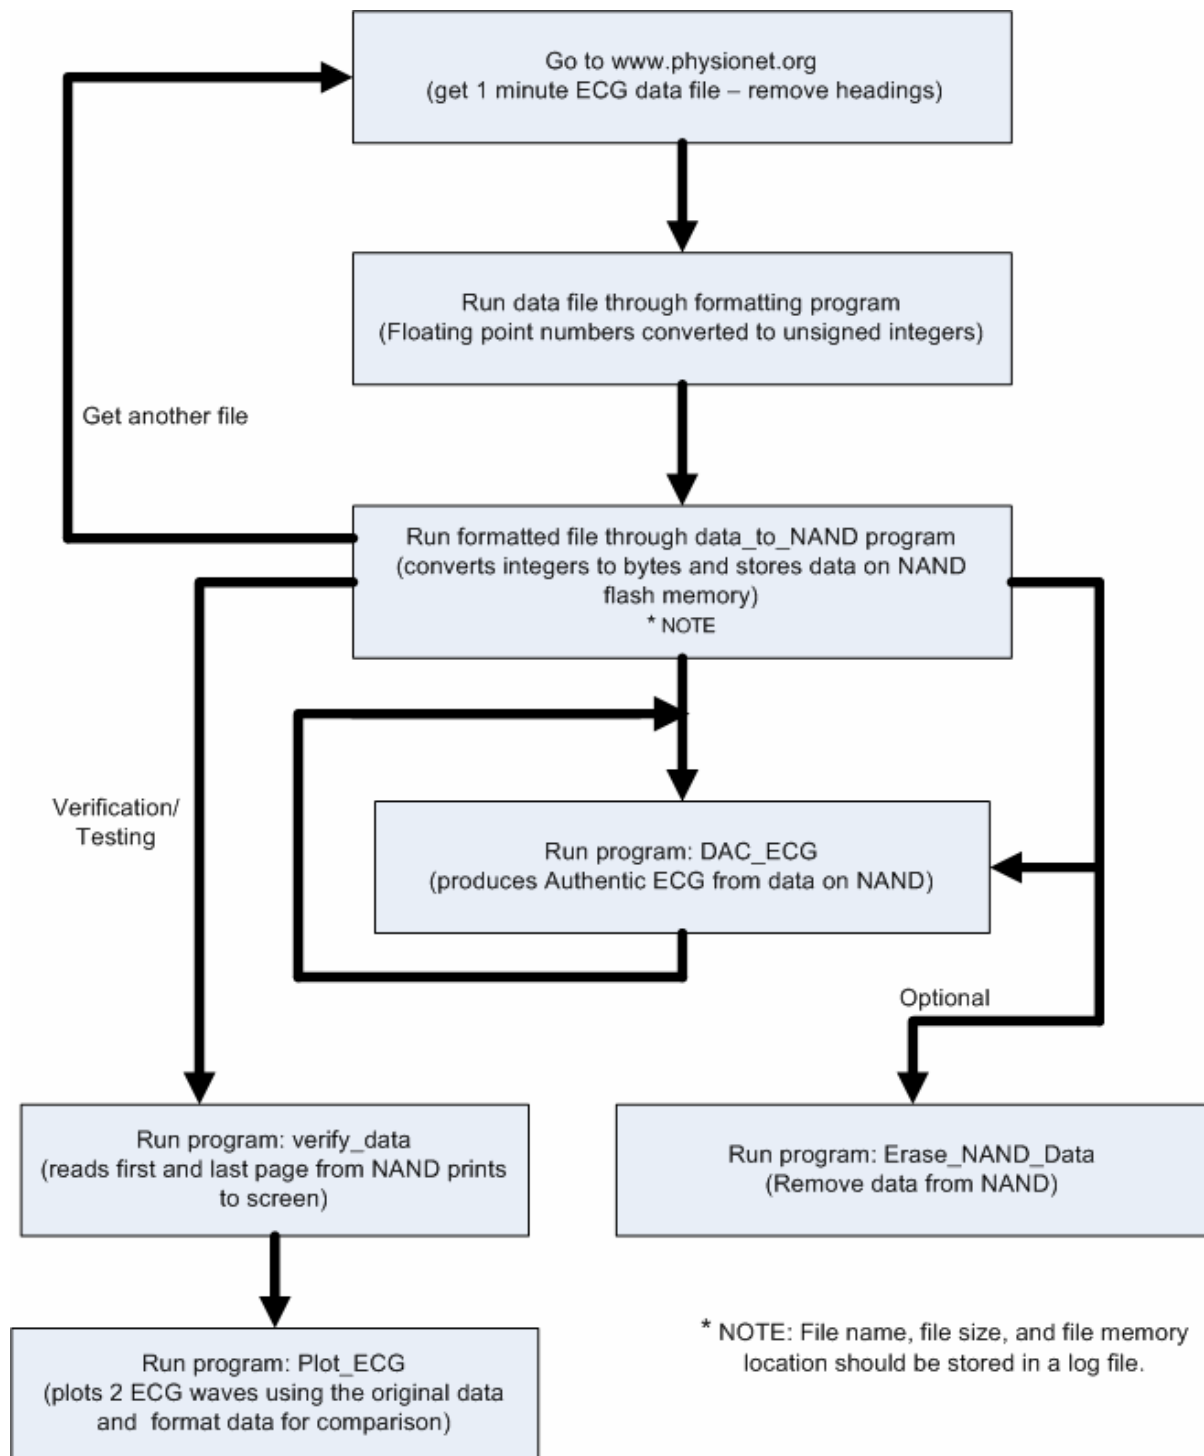 Go to www.physionet.org
(get 1 minute ECG data file – remove headings)
Run data file through formatting program
(Floating point numbers converted to unsigned integers)
Get another file
Run formatted file through data_to_NAND program
(converts integers to bytes and stores data on NAND
flash memory)
* NOTE
Verification/
Testing
Run program: DAC_ECG
(produces Authentic ECG from data on NAND)
Optional
Run program: verify_data
(reads first and last page from NAND prints
to screen)
Run program: Erase_NAND_Data
(Remove data from NAND)
Run program: Plot_ECG
(plots 2 ECG waves using the original data
and format data for comparison)
* NOTE: File name, file size, and file memory
location should be stored in a log file.